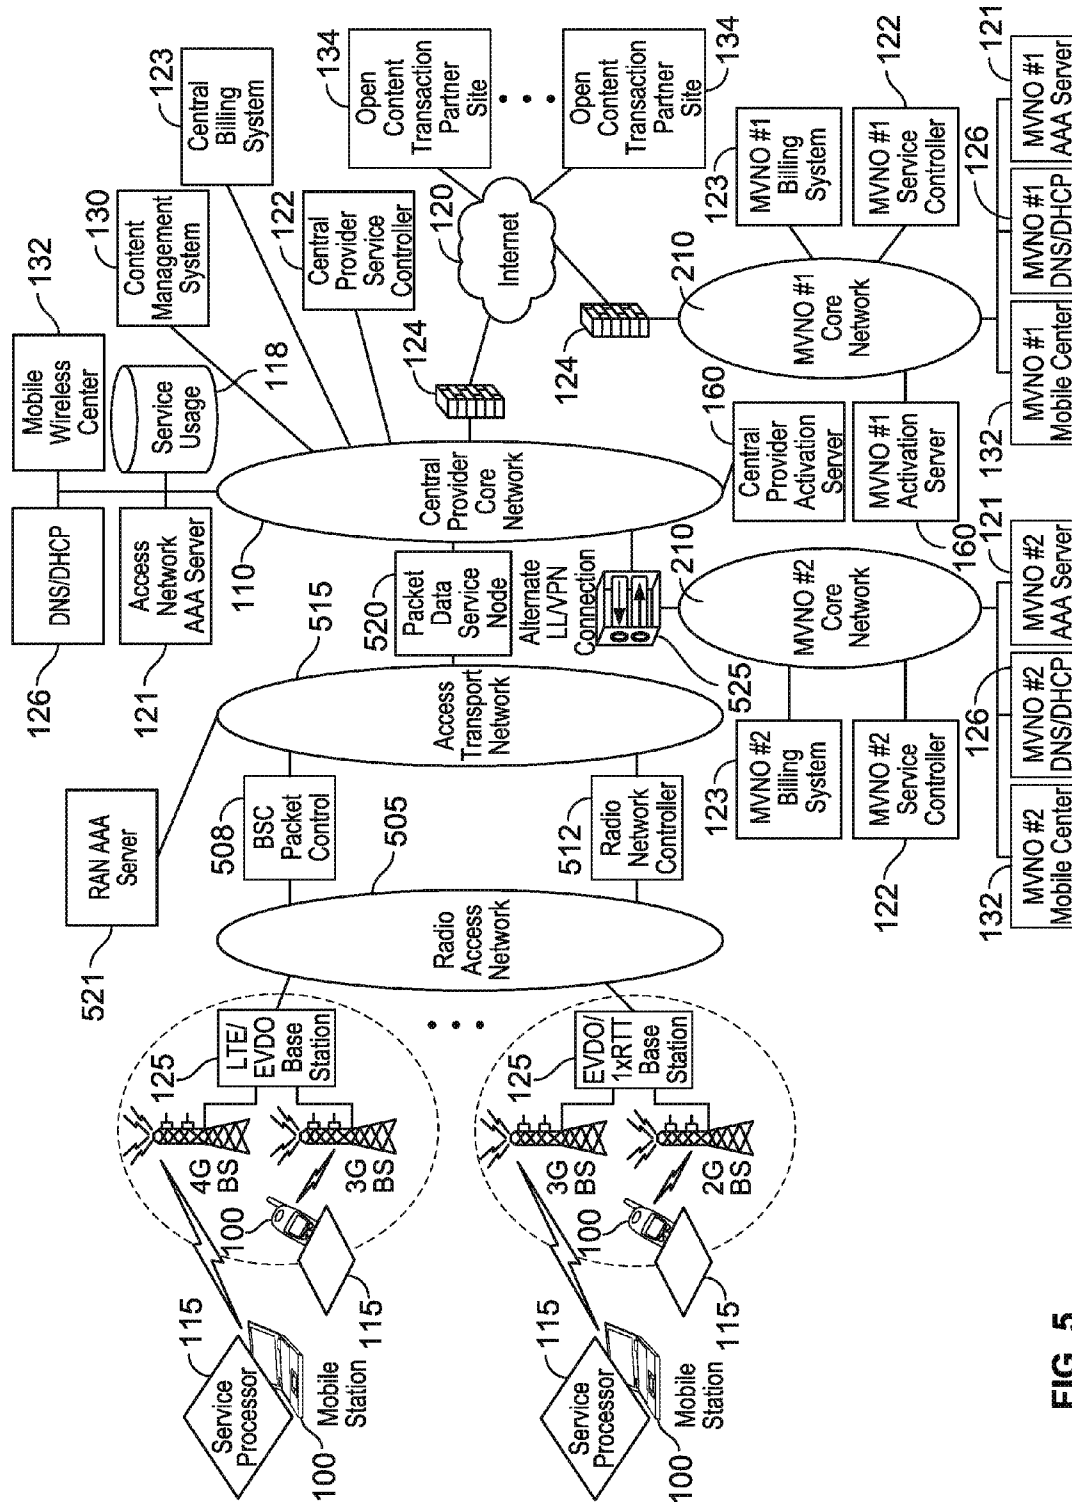 132
Mobile
Wireless
Center
130
Content
Management
System
123
Central
Billing
System
DNS/DHCP
126
Service
Usage
118
Access
Network
AAA Server
121
122
Central
Provider
Service
Controller
134
Open
Content
Transaction
Partner
Site
Open
Content
Transaction
Partner
Site
134
120
Internet
124
124
110
Central
Provider
Core
Network
RAN AAA
Server
521
515
520
Packet
Data
Service
Node
Access
Transport
Network
Alternate
LL/VPN
Connection
525
508
BSC
Packet
Control
505
512
Radio
Network
Controller
Radio
Access
Network
125
LTE/
EVDO
Base
Station
4G
BS
3G
BS
100
115
115
Service
Processor
Mobile
Station
100
125
EVDO/
1xRTT
Base
Station
3G
BS
2G
BS
100
115
115
Service
Processor
Mobile
Station
100
160
Central
Provider
Activation
Server
210
MVNO #1
Core
Network
123
MVNO #1
Billing
System
122
MVNO #1
Service
Controller
MVNO #1
Activation
Server
160
132
MVNO #1
Mobile Center
126
MVNO #1
DNS/DHCP
121
MVNO #1
AAA Server
210
MVNO #2
Core
Network
123
MVNO #2
Billing
System
MVNO #2
Service
Controller
122
132
MVNO #2
Mobile Center
126
MVNO #2
DNS/DHCP
121
MVNO #2
AAA Server
FIG. 5